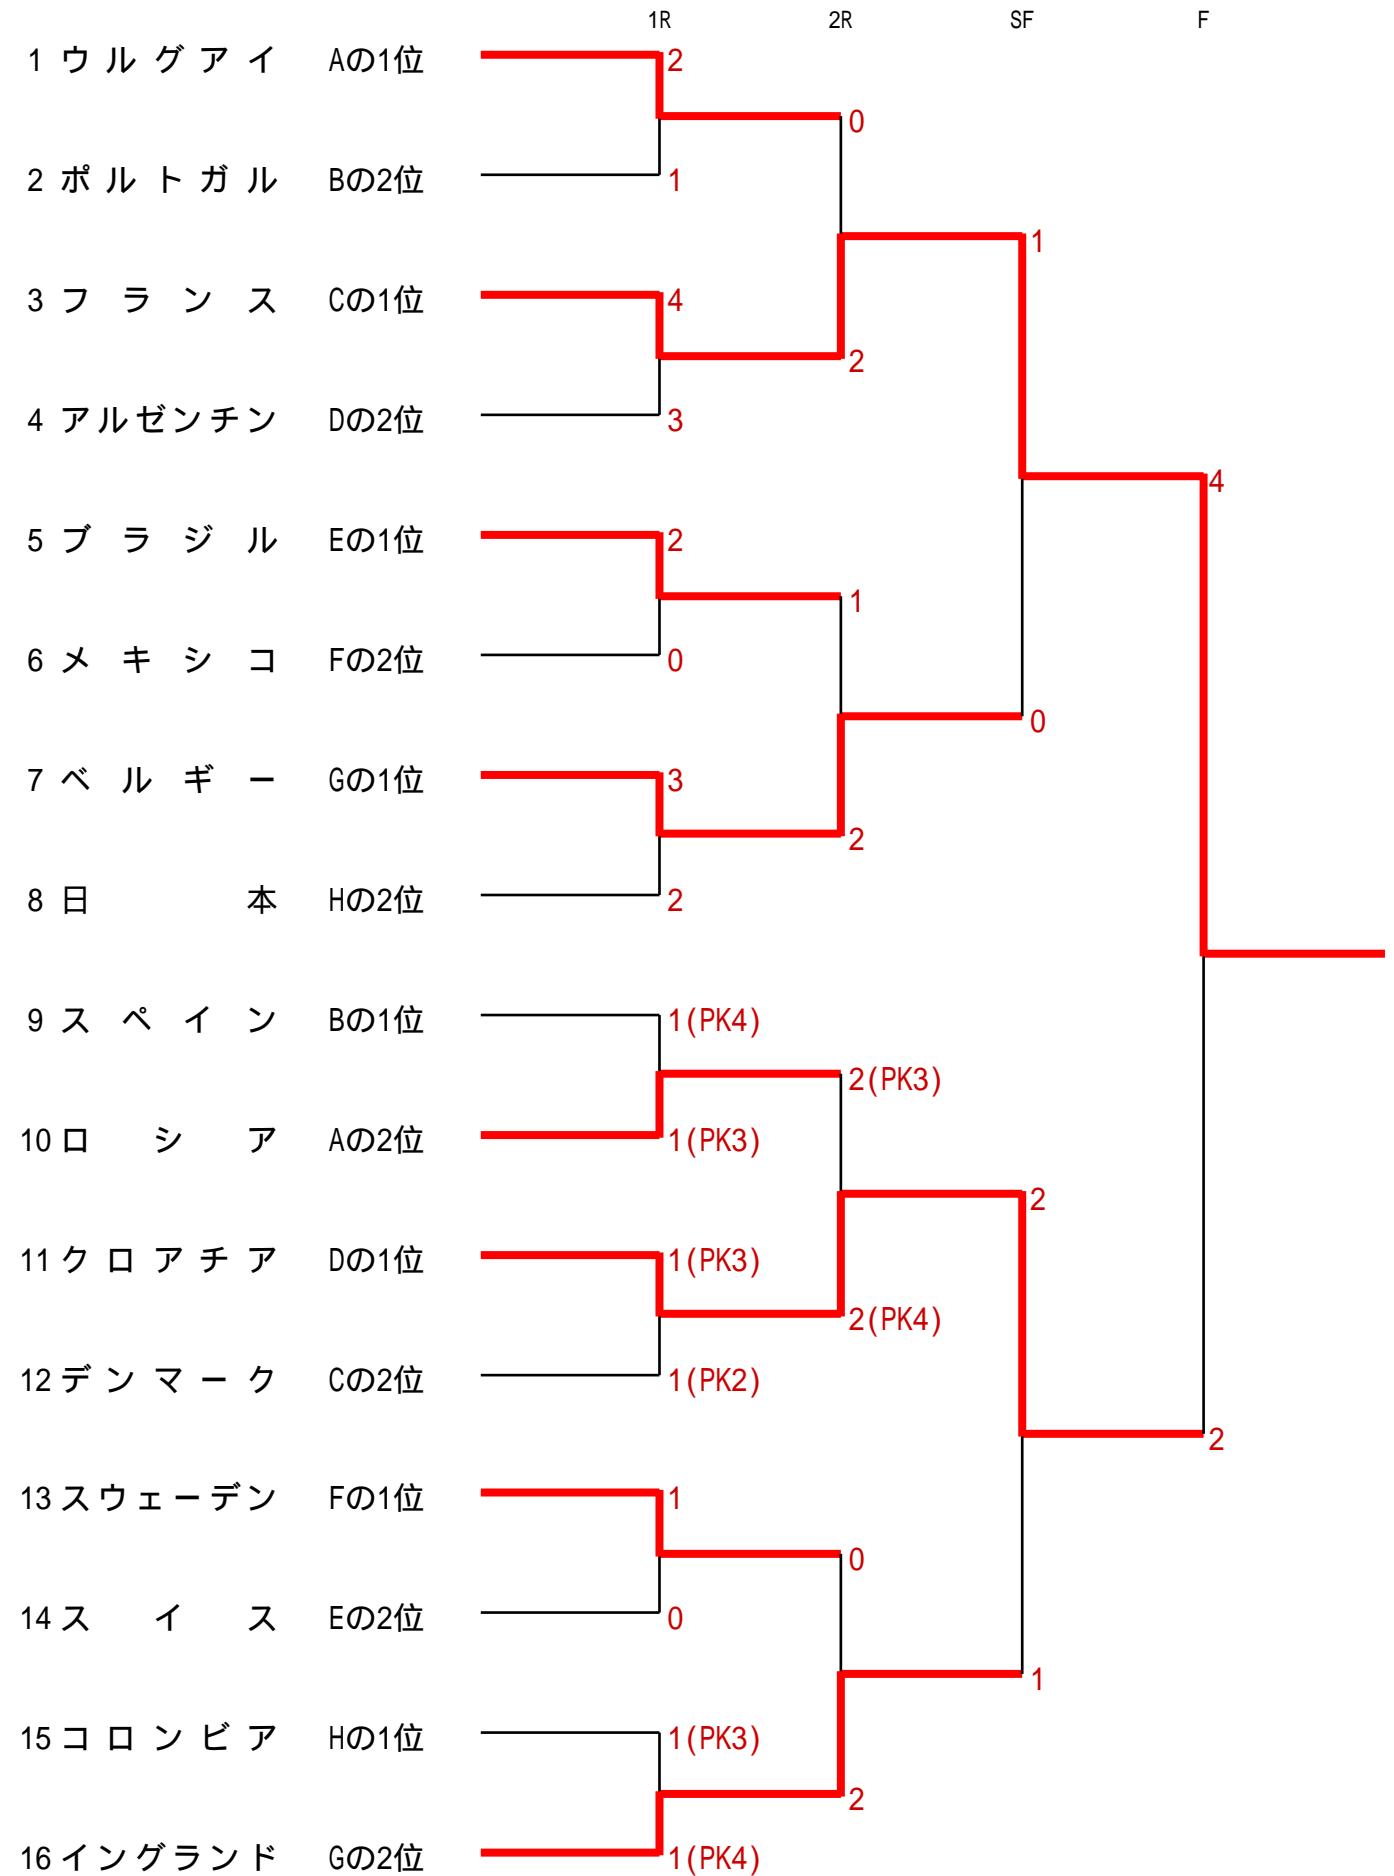 1R 2R SF F
1 ウルグアイ Aの1位 2
0
2 ポルトガル Bの2位 1
1
3 フランス Cの1位 4
2
4 アルゼンチン Dの2位 3
4
5 ブラジル Eの1位 2
1
6 メキシコ Fの2位 0
0
7 ベルギー Gの1位 3
2
8 日本 Hの2位 2
9 スペイン Bの1位 1(PK4)
2(PK3)
10 ロシア Aの2位 1(PK3)
2
11 クロアチア Dの1位 1(PK3)
2(PK4)
12 デンマーク Cの2位 1(PK2)
2
13 スウェーデン Fの1位 1
0
14 スイス Eの2位 0
1
15 コロンビア Hの1位 1(PK3)
2
16 イングランド Gの2位 1(PK4)